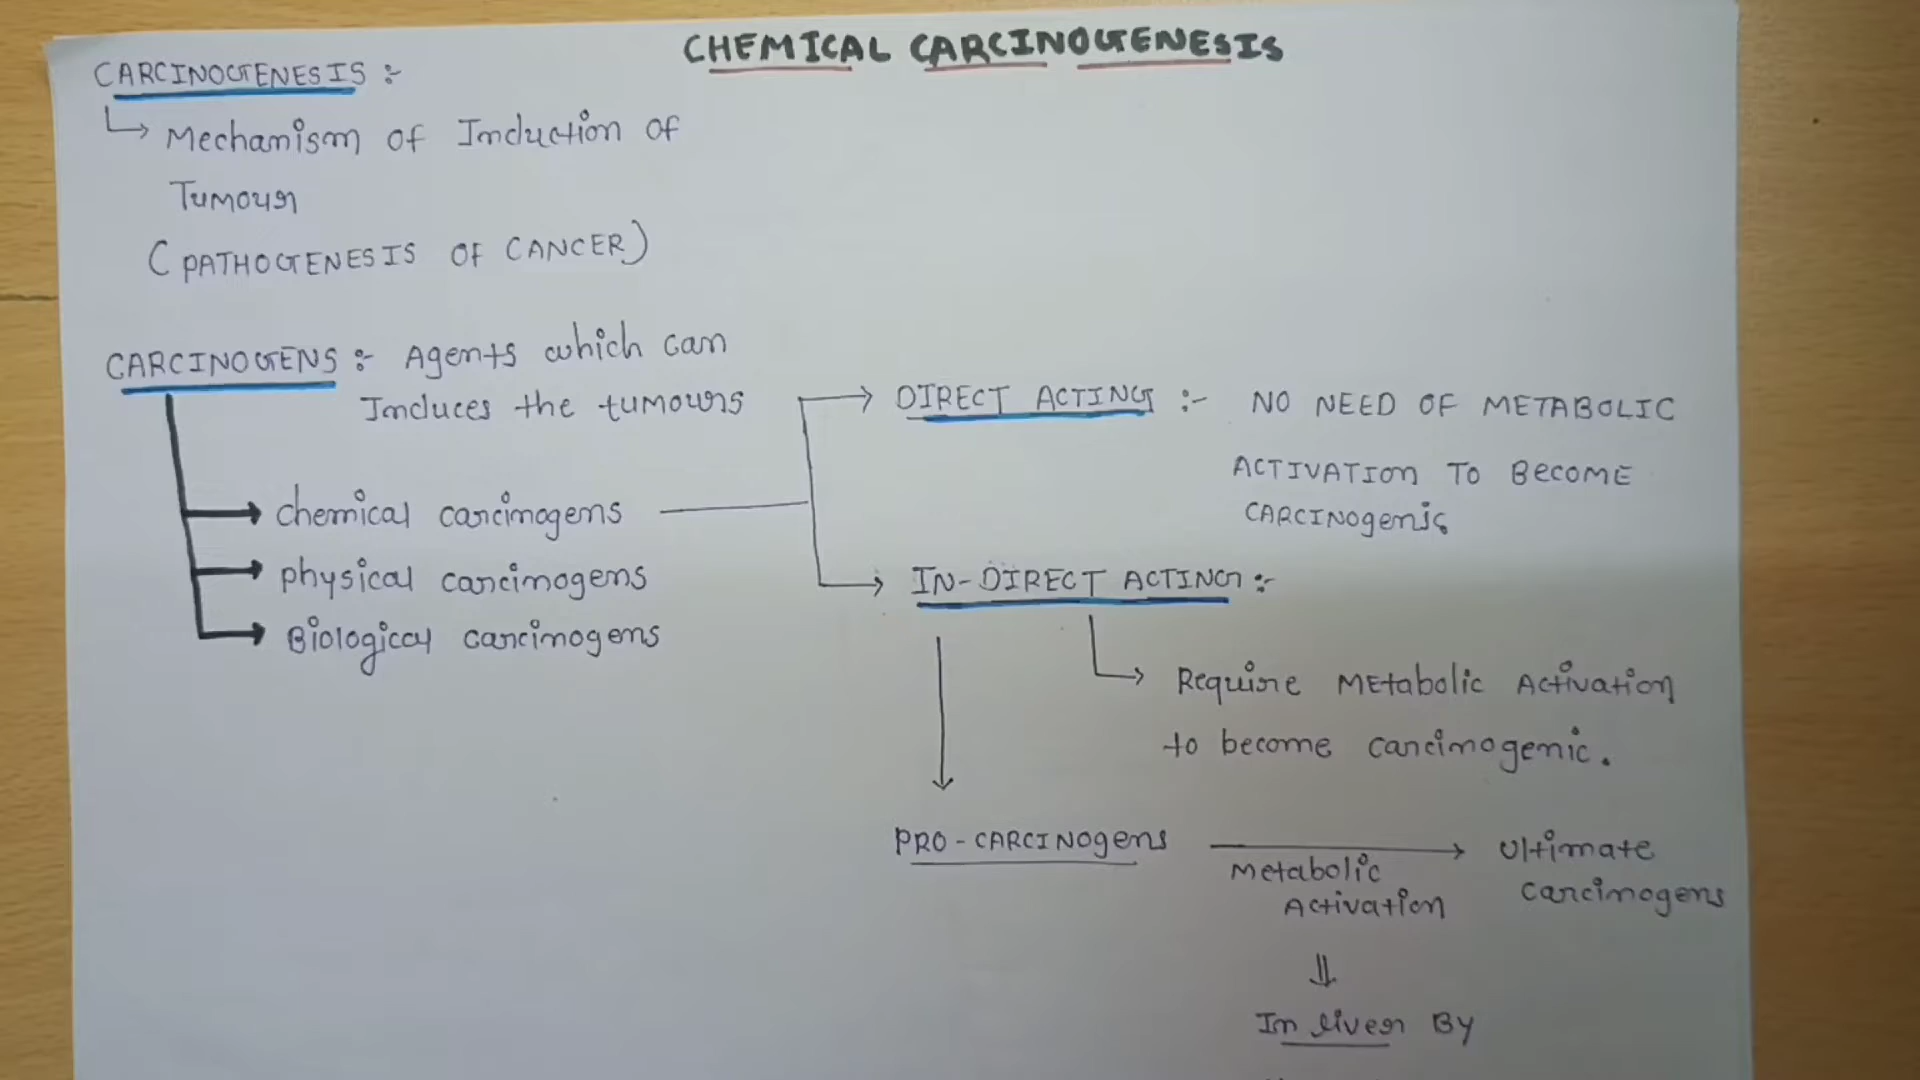 CHEMICAL CARCINOGENESIS
CARCINOGENESIS :-
Mechanism of Induction of
Tumour
(PATHOGENESIS OF CANCER)
CARCINOGENS :- Agents which can
Induces the tumours
chemical carcinogens
physical carcinogens
Biological carcinogens
DIRECT ACTING :- NO NEED OF METABOLIC
ACTIVATION TO BECOME
CARCINOgenic
IN-DIRECT ACTING :-
Require Metabolic Activation
to become carcinogenic.
PRO-CARCINOgens
Metabolic
Activation
Ultimate
carcinogens
In liver By